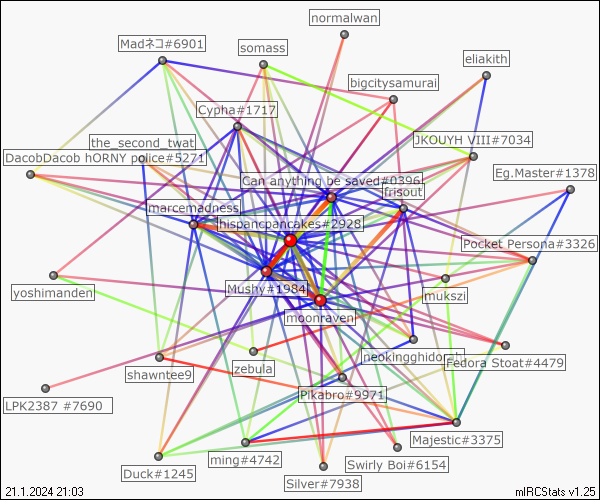 normalwan
Madネコ#6901
somass
eliakith
bigcitysamurai
Cypha#1717
the_second_twat
JKOUYH VIII#7034
DacobDacob hORNY police#5271
Eg.Master#1378
Can anything be saved#0396
frisout
marcemadness
hispancpancakes#2928
Pocket Persona#3326
yoshimanden
Mushy#1984
mukszi
moonraven
neokingghidorah
Fedora Stoat#4479
zebula
shawntee9
Pikabro#9971
LPK2387 #7690
Majestic#3375
ming#4742
Swirly Boi#6154
Duck#1245
Silver#7938
21.1.2024 21:03
mIRCStats v1.25